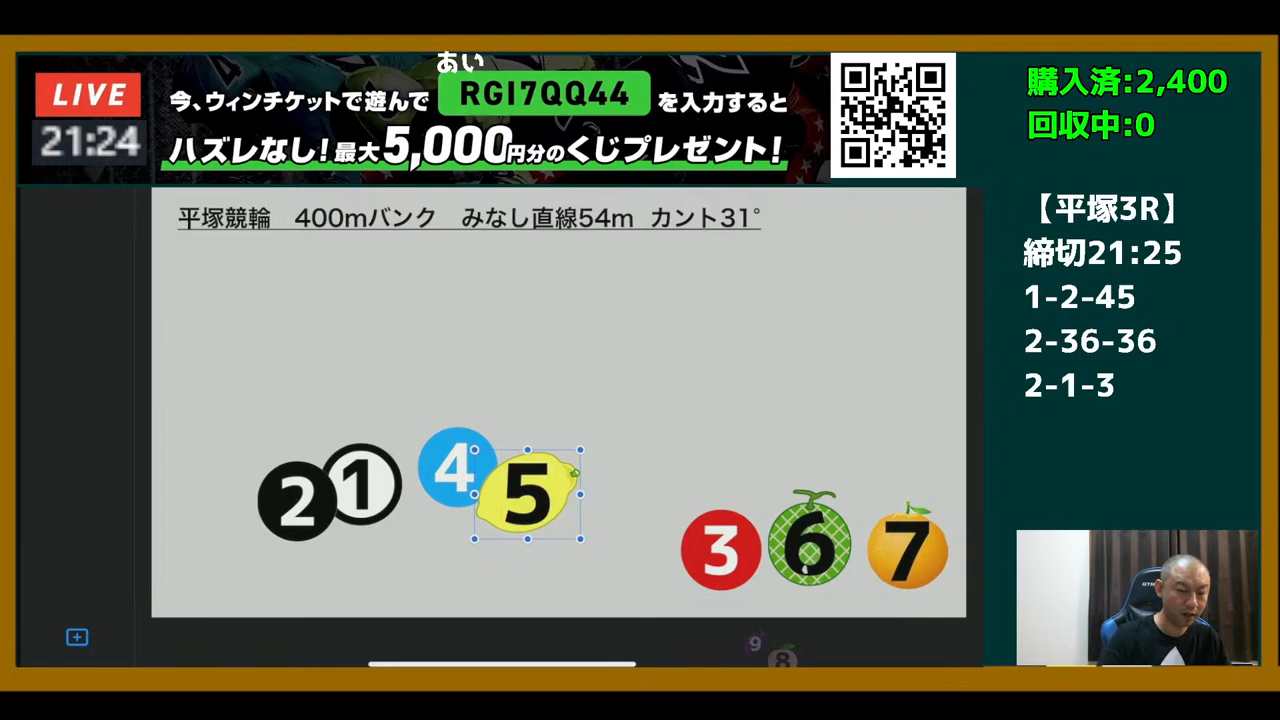 LIVE
21:24
あい
今、ウィンチケットで遊んで RGI7QQ44 を入力すると
ハズレなし!最大5,000円分のくじプレゼント!
購入済:2,400
回収中:0
平塚競輪 400mバンク みなし直線54m カント31°
【平塚3R】
締切21:25
1-2-45
2-36-36
2-1-3
2 1 4 5
3 6 7
9
8